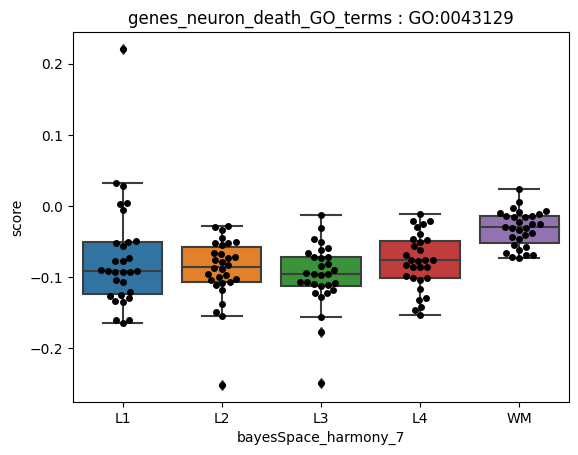 genes_neuron_death_GO_terms : GO:0043129
0.2
0.1
0.0
−0.1
−0.2
score
L1 L2 L3 L4 WM
bayesSpace_harmony_7